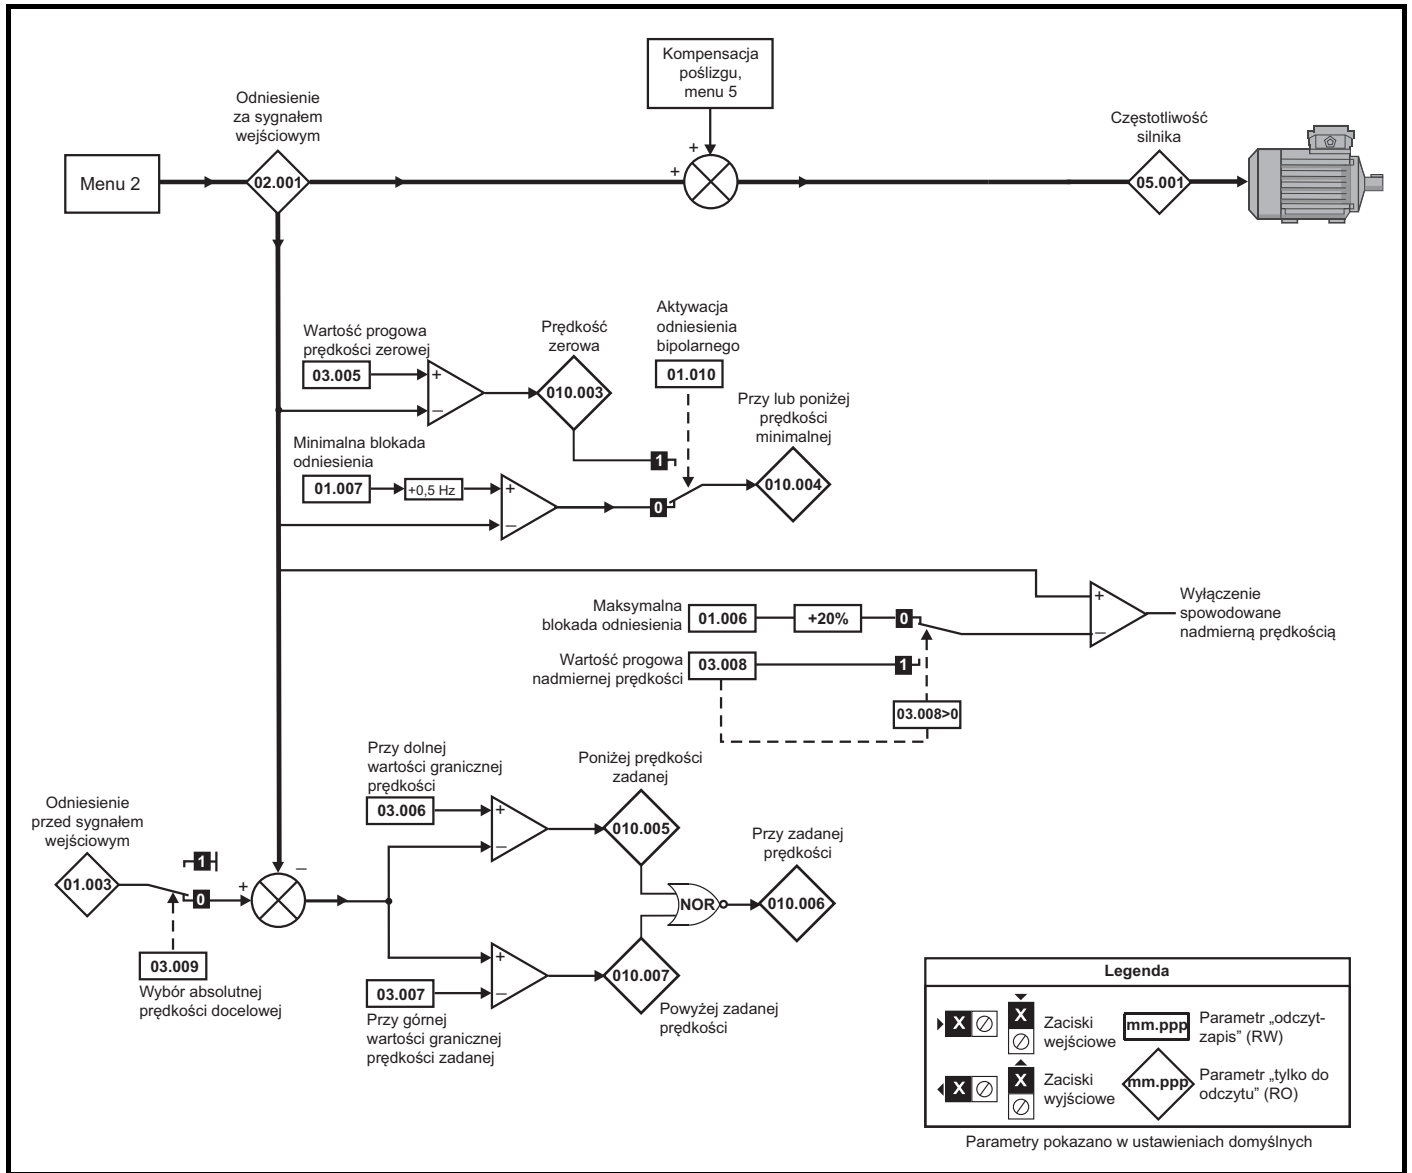 Kompensacja
poślizgu,
menu 5
Odniesienie
za sygnałem
wejściowym
Częstotliwość
silnika
Menu 2
02.001
+
+
05.001
Wartość progowa
prędkości zerowej
03.005
+
–
Prędkość
zerowa
010.003
Aktywacja
odniesienia
bipolarnego
01.010
Przy lub poniżej
prędkości
minimalnej
010.004
Minimalna blokada
odniesienia
01.007
+0,5 Hz
+
–
1
0
Maksymalna
blokada odniesienia
01.006
+20%
0
Wartość progowa
nadmiernej prędkości
03.008
1
03.008>0
+
–
Wyłączenie
spowodowane
nadmierną prędkością
Odniesienie
przed sygnałem
wejściowym
01.003
1
0
+
–
03.009
Wybór absolutnej
prędkości docelowej
Przy dolnej
wartości granicznej
prędkości
03.006
+
–
Poniżej prędkości
zadanej
010.005
Przy zadanej
prędkości
NOR
010.006
03.007
+
–
Przy górnej
wartości granicznej
prędkości zadanej
010.007
Powyżej zadanej
prędkości
Legenda
X
X
Zaciski
wejściowe
mm.ppp
Parametr „odczyt-
zapis” (RW)
X
X
Zaciski
wyjściowe
mm.ppp
Parametr „tylko do
odczytu” (RO)
Parametry pokazano w ustawieniach domyślnych